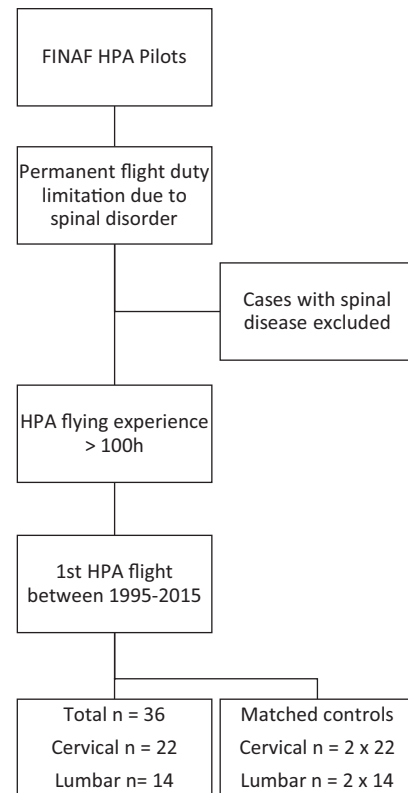 FINAF HPA Pilots
Permanent flight duty
limitation due to
spinal disorder
Cases with spinal
disease excluded
HPA flying experience
> 100h
1st HPA flight
between 1995-2015
Total n = 36
Cervical n = 22
Lumbar n= 14
Matched controls
Cervical n = 2 x 22
Lumbar n = 2 x 14